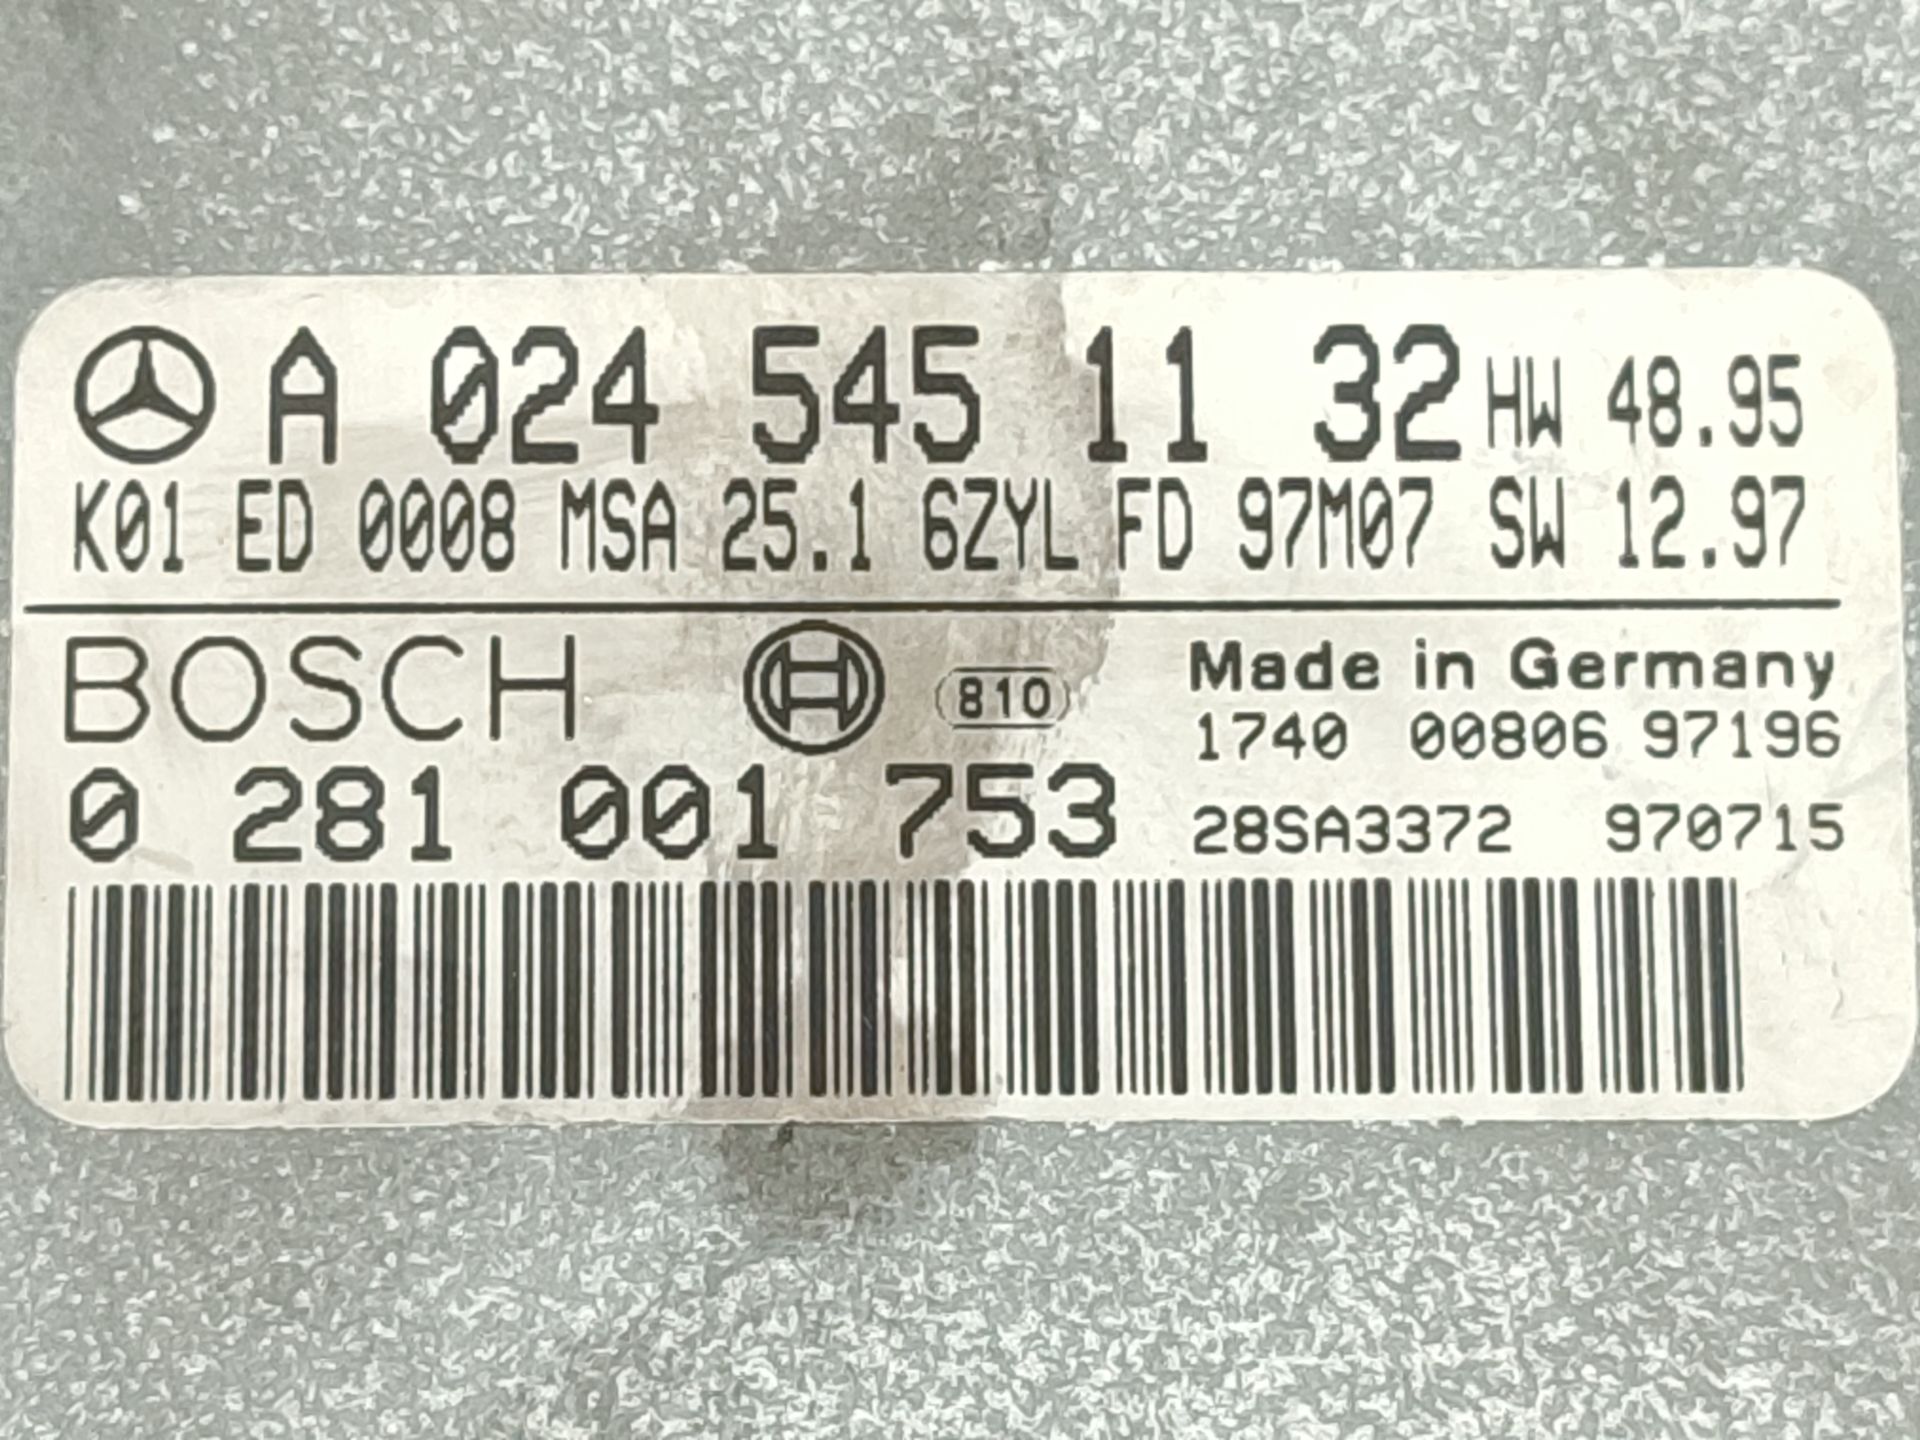 A 024 545 11 32 HW 48.95
K01 ED 0008 MSA 25.1 6ZYL FD 97M07 SW 12.97
BOSCH 810 Made in Germany
1740 00806 97196
0 281 001 753 28SA3372 970715